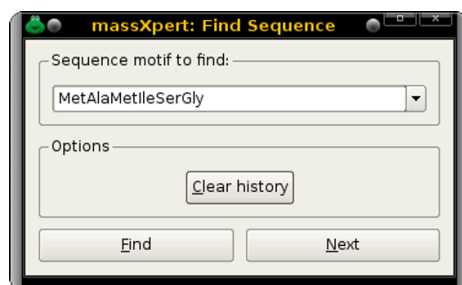 massXpert: Find Sequence
Sequence motif to find:
MetAlaMetIleSerGly
Options
Clear history
Find
Next